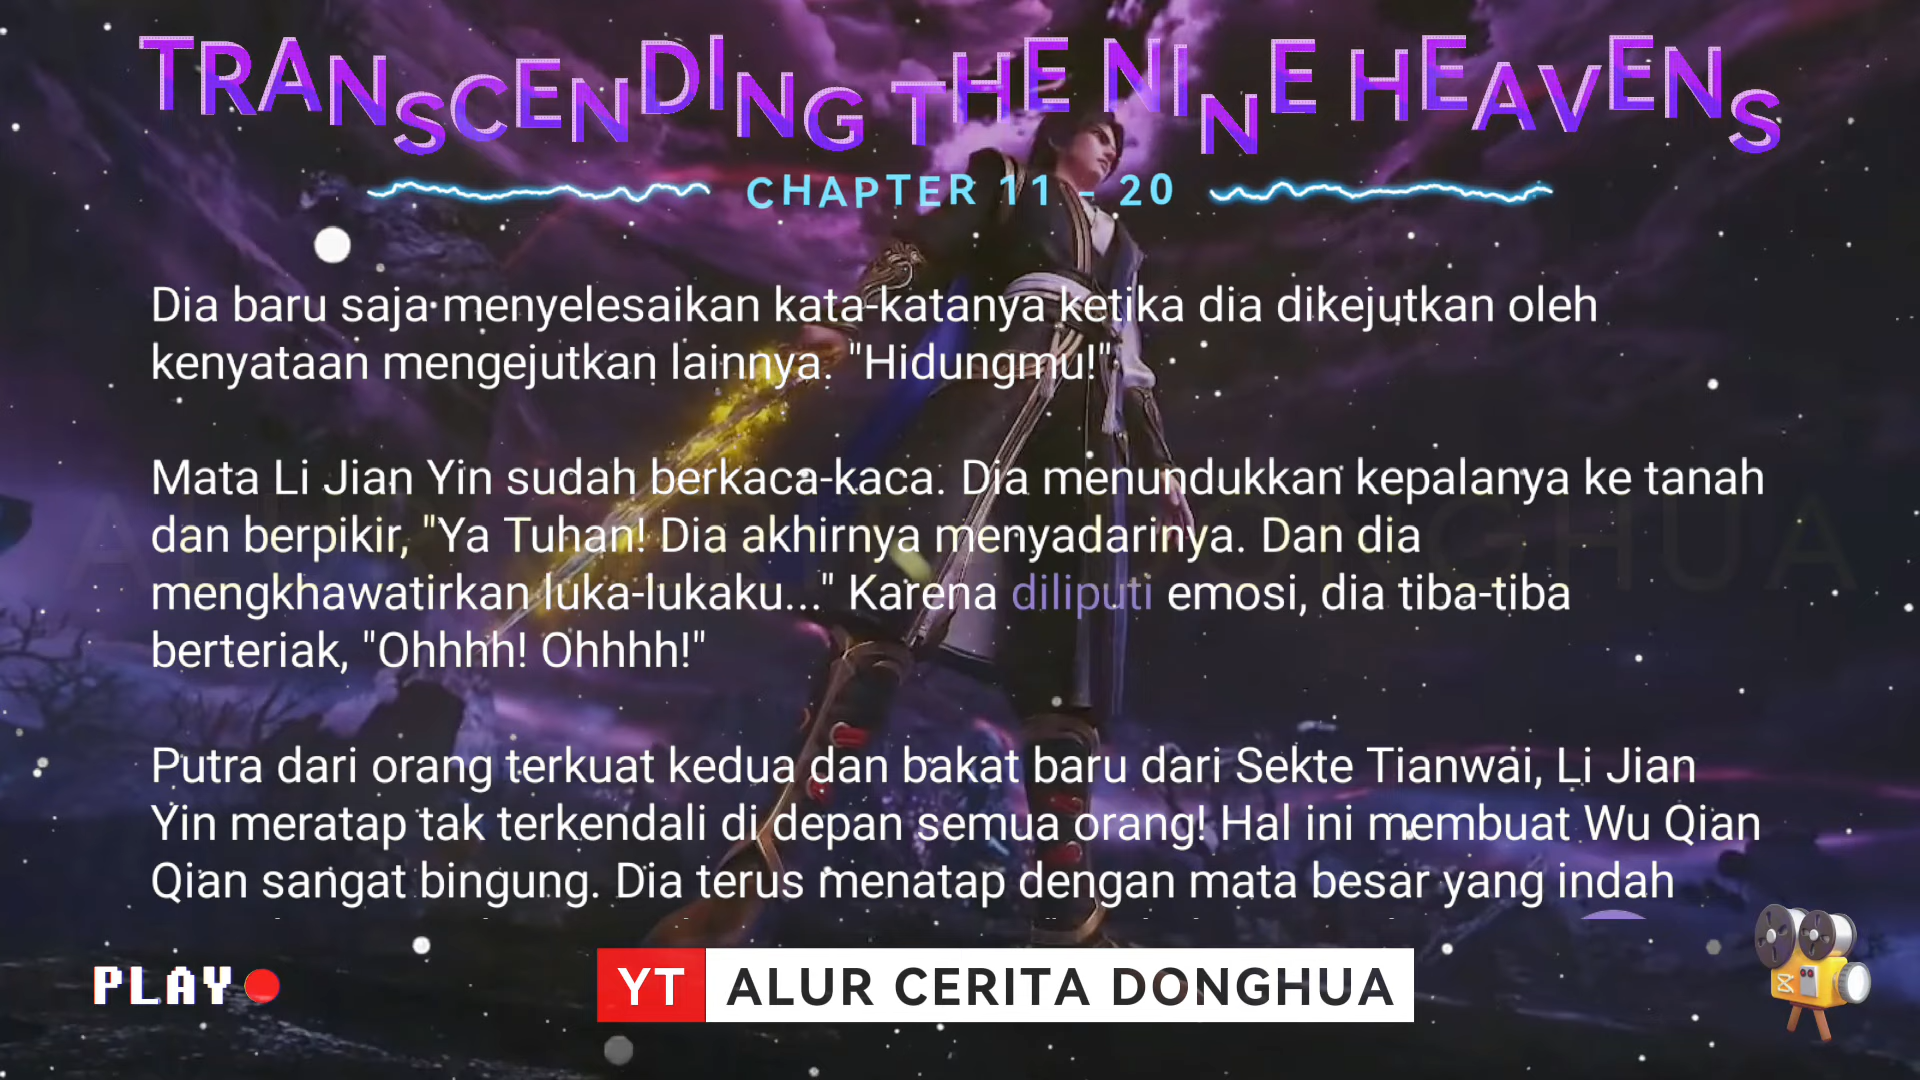 TRANSCENDING THE NINE HEAVENS
CHAPTER 11 - 20
Dia baru saja menyelesaikan kata-katanya ketika dia dikejutkan oleh
kenyataan mengejutkan lainnya. "Hidungmu!"
Mata Li Jian Yin sudah berkaca-kaca. Dia menundukkan kepalanya ke tanah
dan berpikir, "Ya Tuhan! Dia akhirnya menyadarinya. Dan dia
mengkhawatirkan luka-lukaku..." Karena diliputi emosi, dia tiba-tiba
berteriak, "Ohhhh! Ohhhh!"
Putra dari orang terkuat kedua dan bakat baru dari Sekte Tianwai, Li Jian
Yin meratap tak terkendali di depan semua orang! Hal ini membuat Wu Qian
Qian sangat bingung. Dia terus menatap dengan mata besar yang indah
PLAY
YT ALUR CERITA DONGHUA